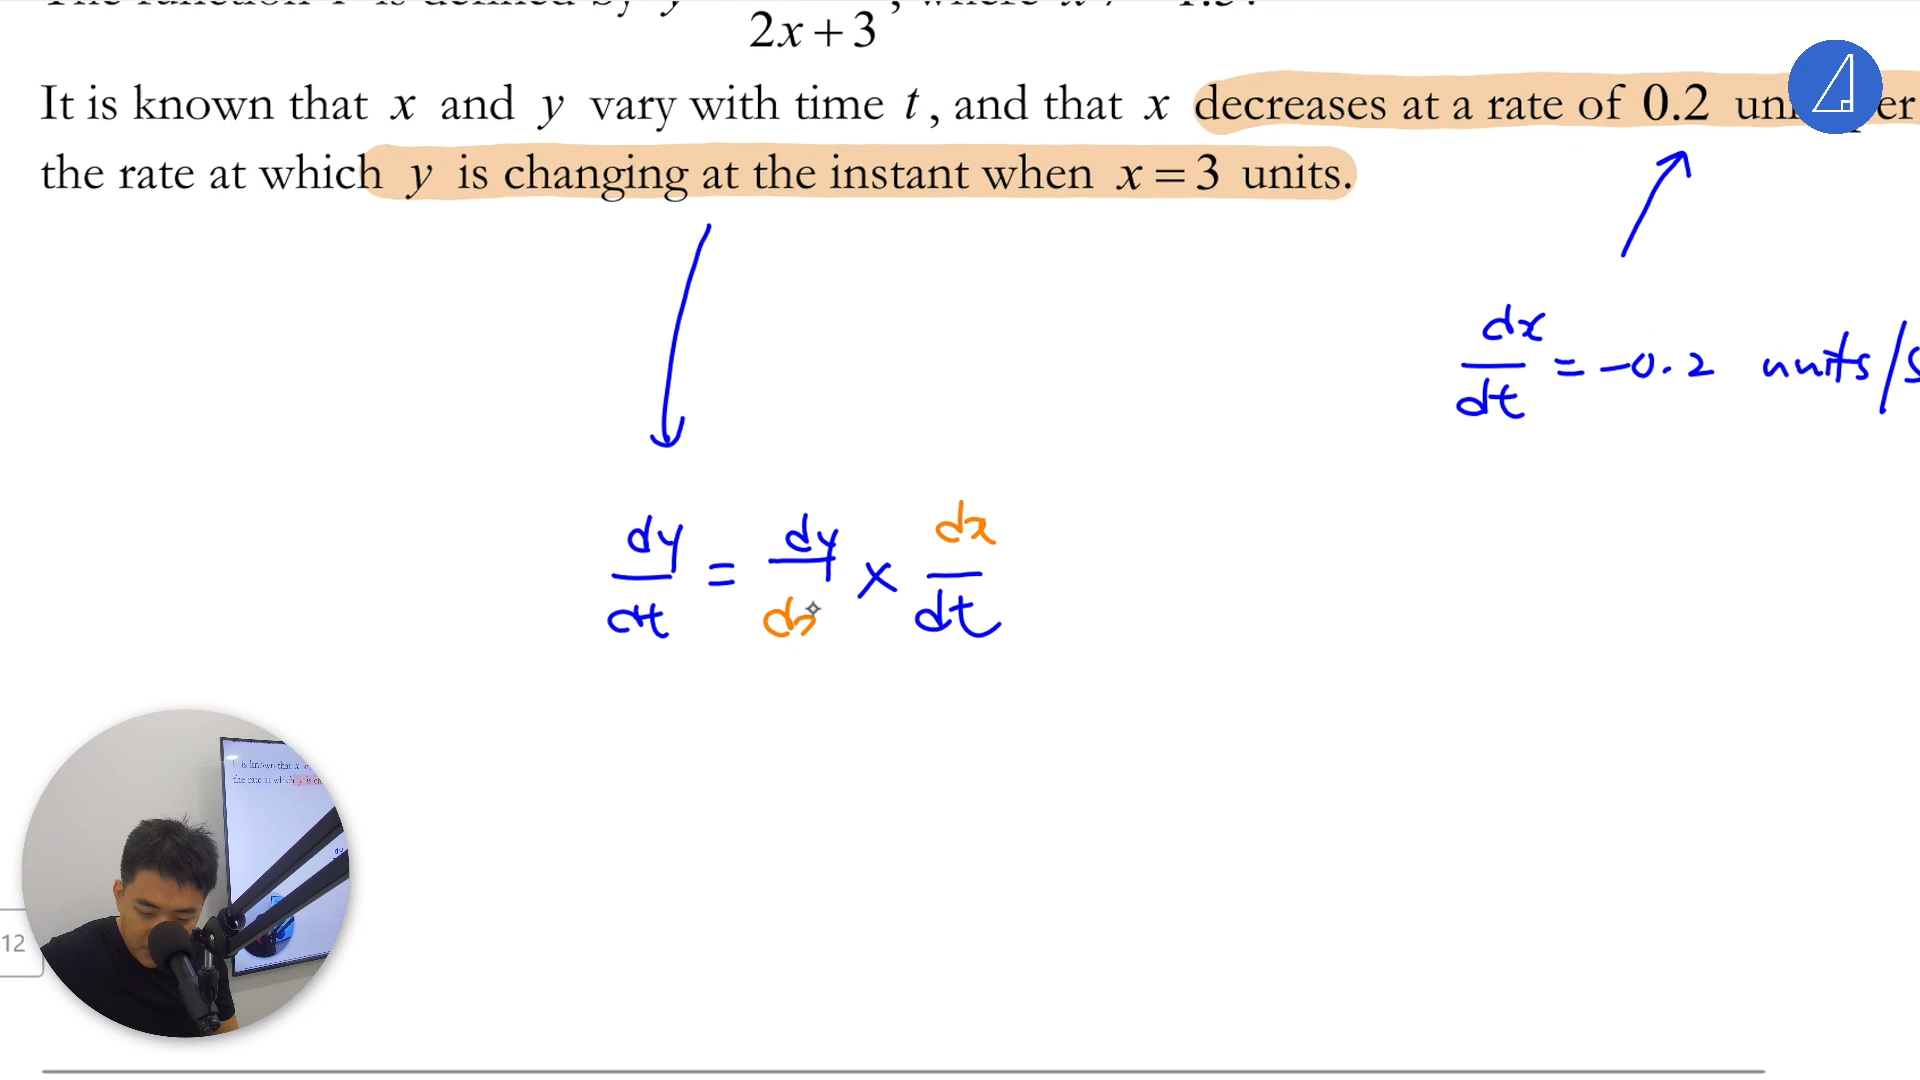 2x + 3
It is known that x and y vary with time t, and that x decreases at a rate of 0.2
the rate at which y is changing at the instant when x = 3 units.
dx/dt = -0.2 units/s
dy/dt = dy/dx × dx/dt
12